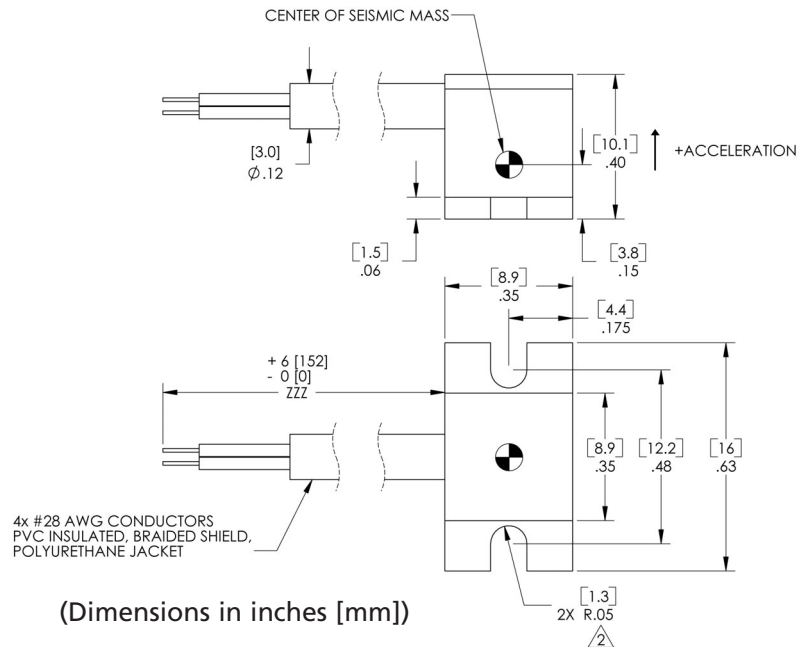 CENTER OF SEISMIC MASS
[3.0]
Ø.12
[10.1]
.40
+ACCELERATION
[1.5]
.06
[3.8]
.15
[8.9]
.35
[4.4]
.175
+ 6 [152]
- 0 [0]
ZZZ
[8.9]
.35
[12.2]
.48
[16]
.63
4x #28 AWG CONDUCTORS
PVC INSULATED, BRAIDED SHIELD,
POLYURETHANE JACKET
[1.3]
2X R.05
2
(Dimensions in inches [mm])